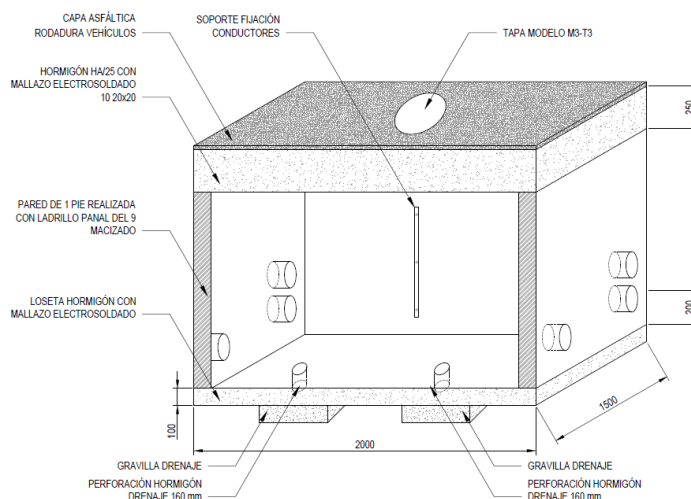 CAPA ASFÁLTICA
RODADURA VEHÍCULOS
SOPORTE FIJACIÓN
CONDUCTORES
TAPA MODELO M3-T3
HORMIGÓN HA/25 CON
MALLAZO ELECTROSOLDADO
10 20x20
250
PARED DE 1 PIE REALIZADA
CON LADRILLO PANAL DEL 9
MACIZADO
LOSETA HORMIGÓN CON
MALLAZO ELECTROSOLDADO
200
1500
100
2000
GRAVILLA DRENAJE
PERFORACIÓN HORMIGÓN
DRENAJE 160 mm
GRAVILLA DRENAJE
PERFORACIÓN HORMIGÓN
DRENAJE 160 mm